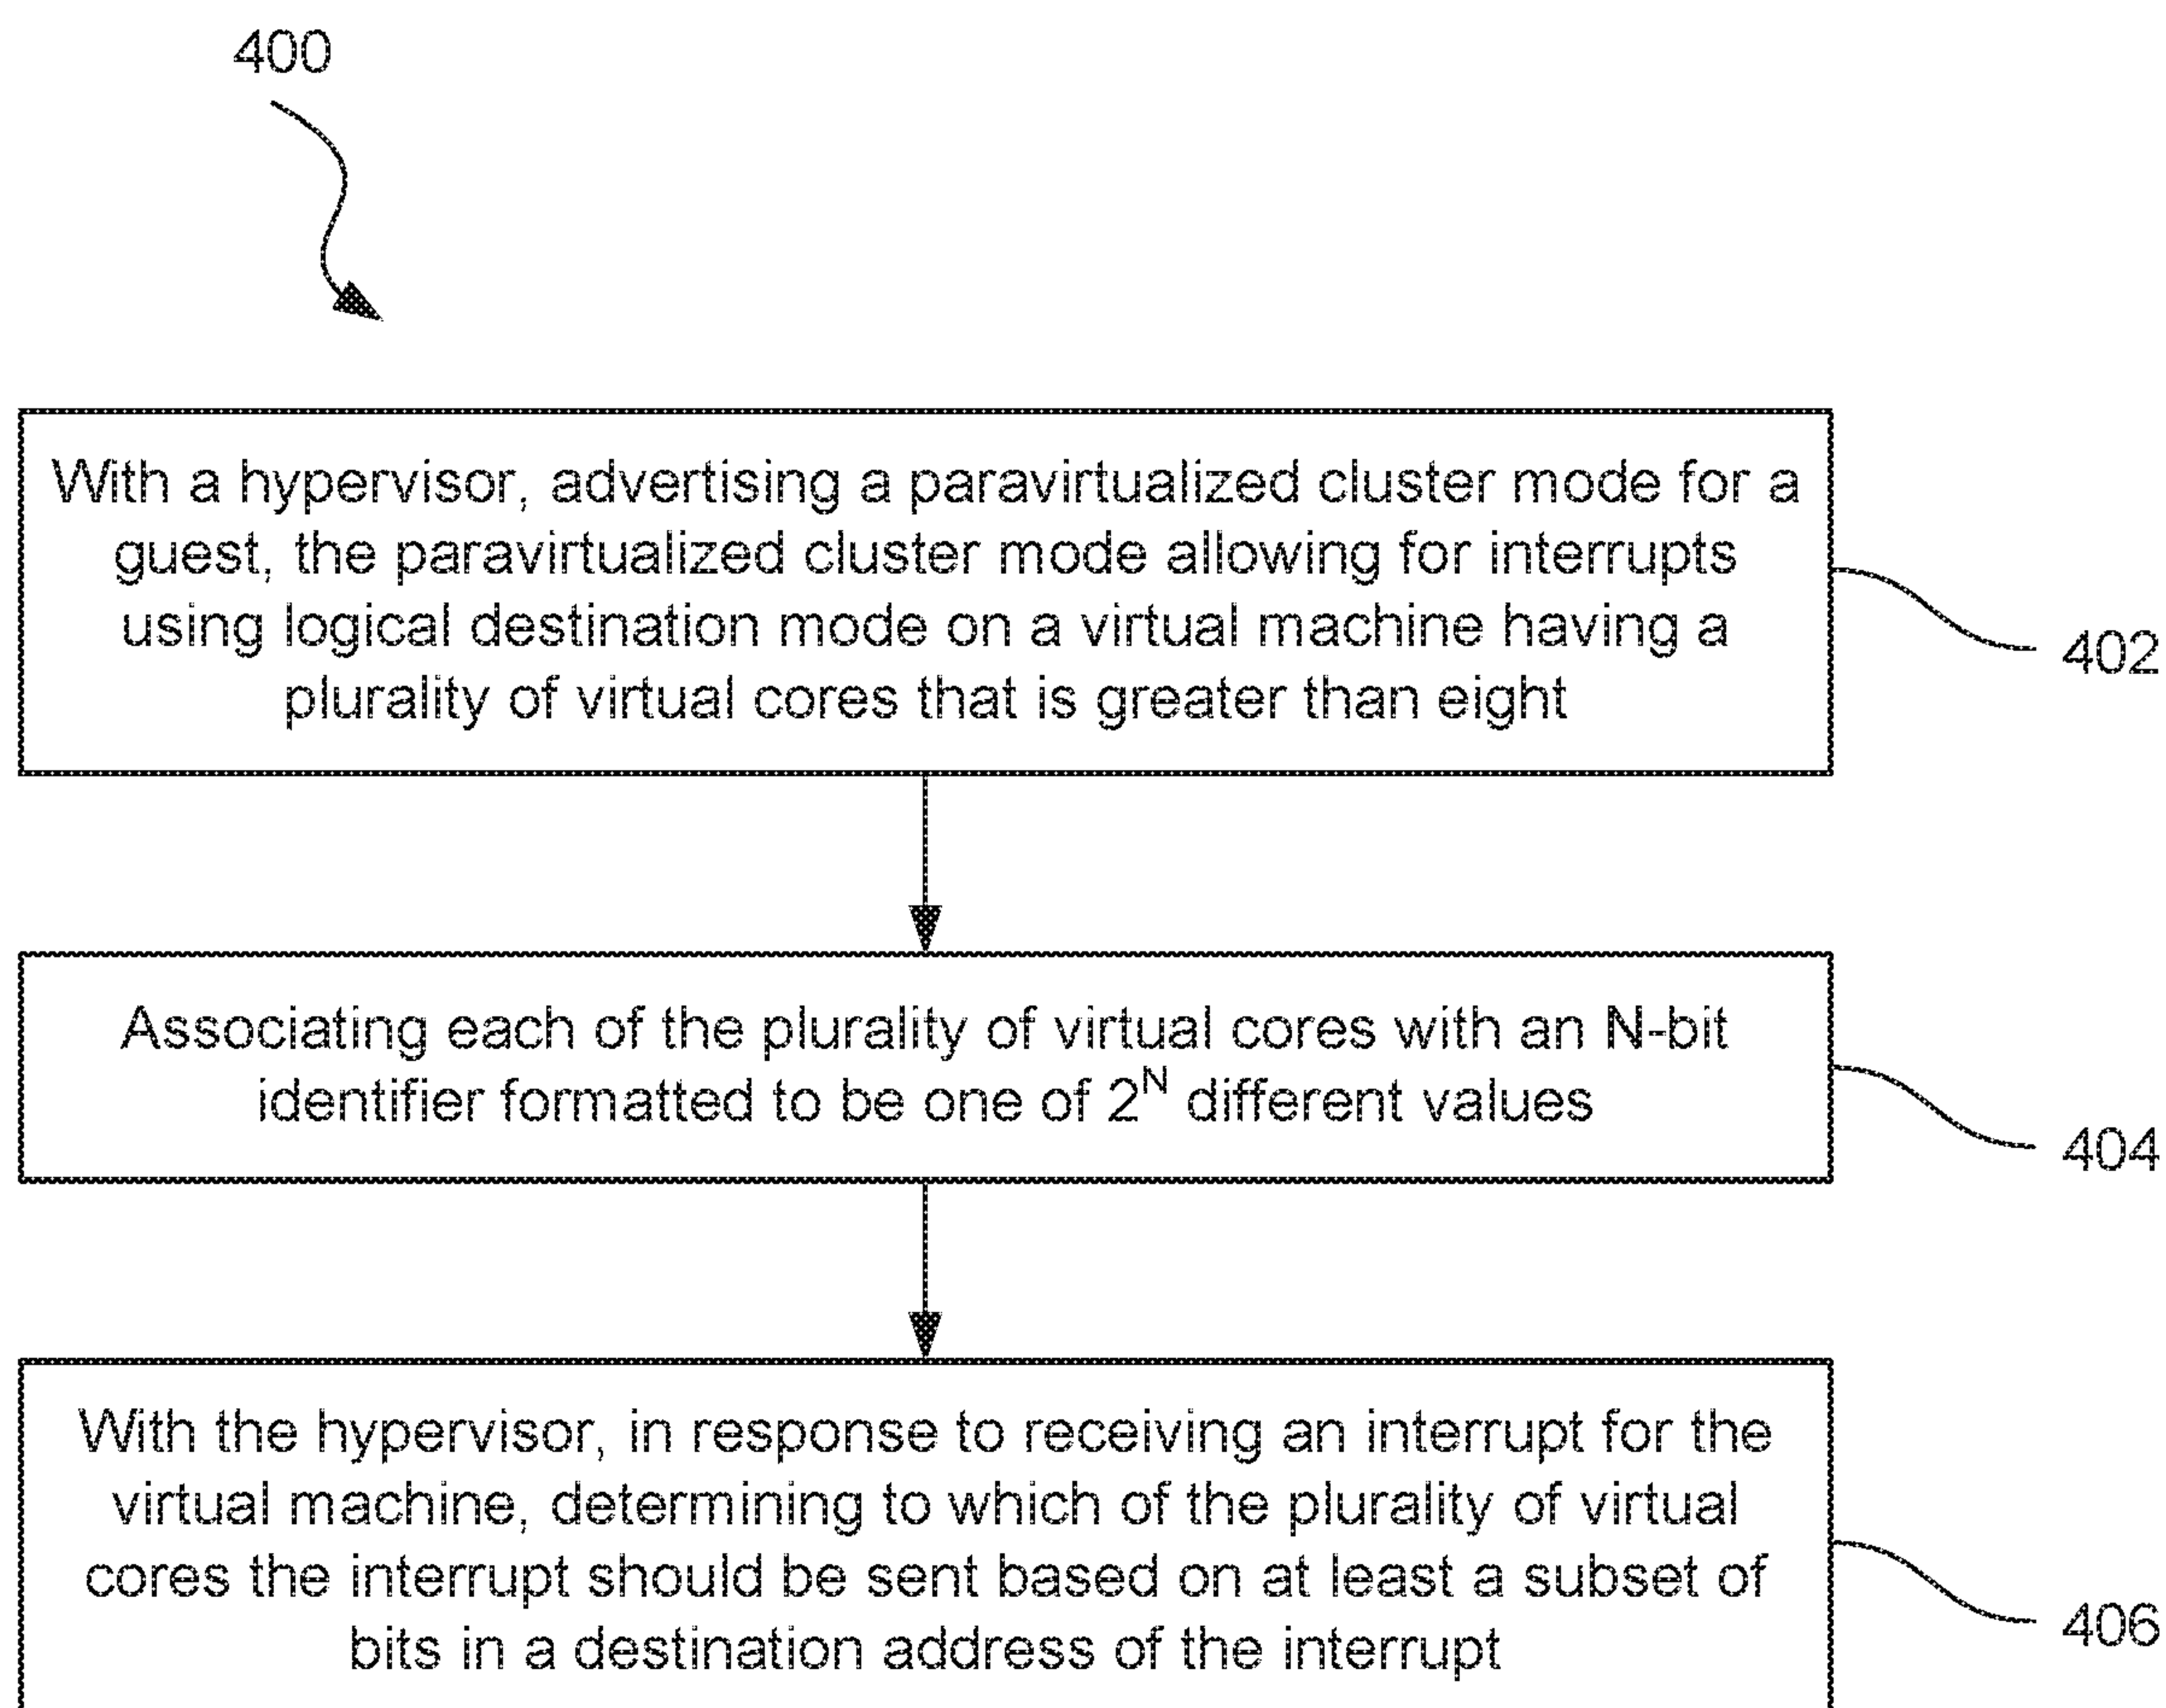 400
With a hypervisor, advertising a paravirtualized cluster mode for a
guest, the paravirtualized cluster mode allowing for interrupts
using logical destination mode on a virtual machine having a
plurality of virtual cores that is greater than eight
402
Associating each of the plurality of virtual cores with an N-bit
identifier formatted to be one of 2^N different values
404
With the hypervisor, in response to receiving an interrupt for the
virtual machine, determining to which of the plurality of virtual
cores the interrupt should be sent based on at least a subset of
bits in a destination address of the interrupt
406